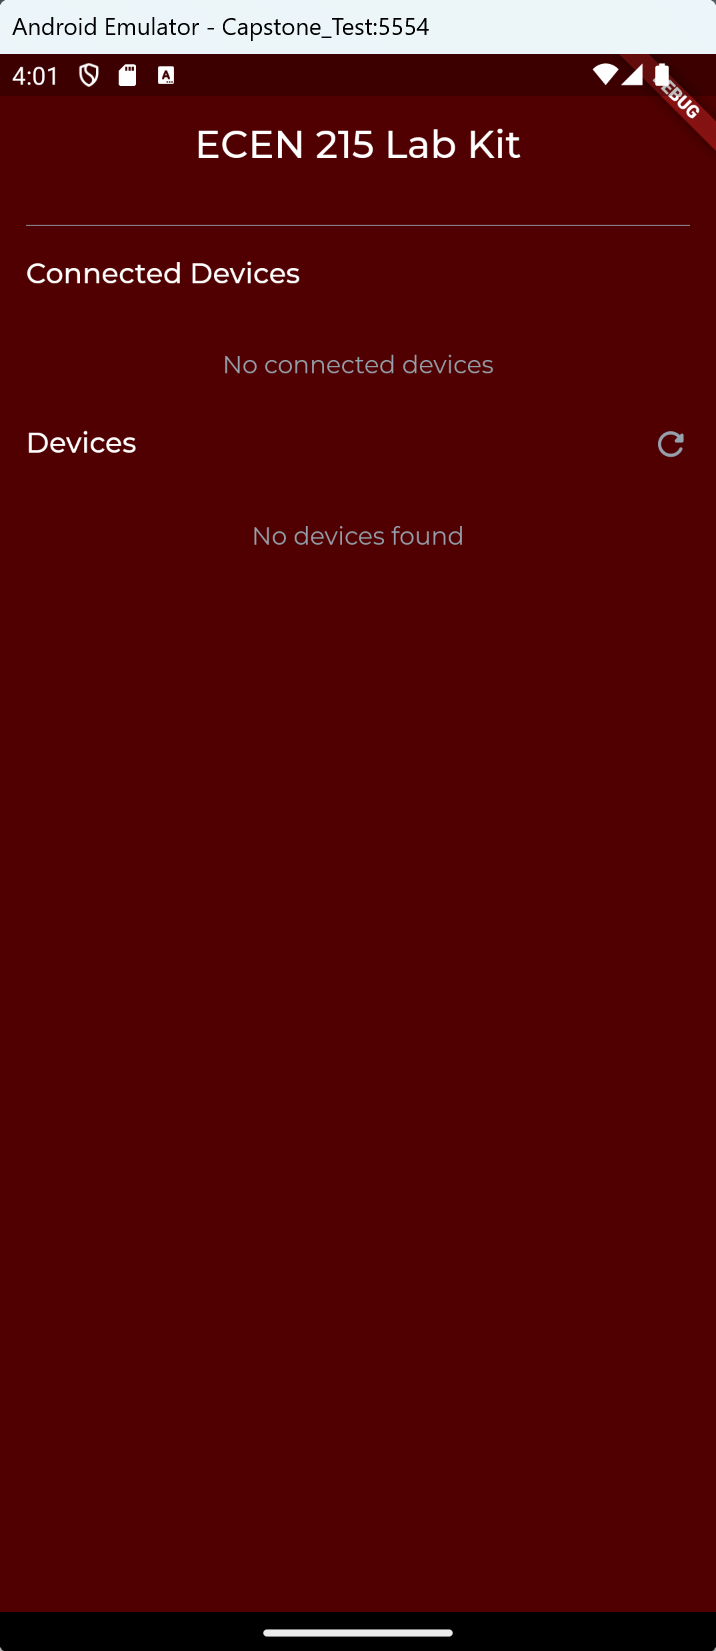 Android Emulator - Capstone_Test:5554
4:01
A
EBUG
ECEN 215 Lab Kit
Connected Devices
No connected devices
Devices
No devices found